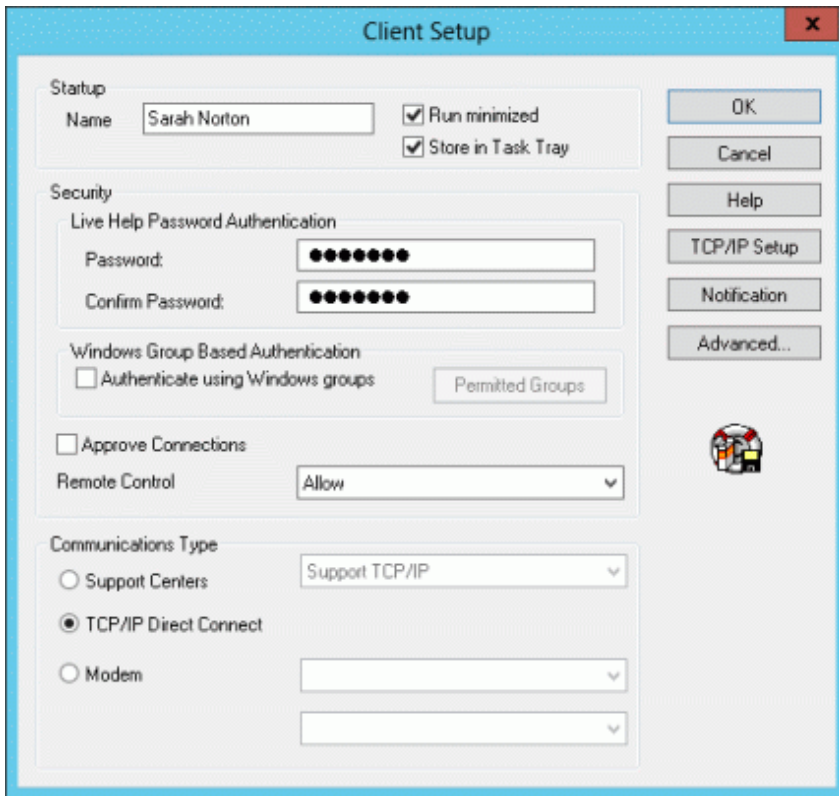 Client Setup
x
Startup
Name Sarah Norton
Run minimized
Store in Task Tray
Security
Live Help Password Authentication
Password: ●●●●●●●
Confirm Password: ●●●●●●●
Windows Group Based Authentication
Authenticate using Windows groups Permitted Groups
Approve Connections
Remote Control Allow
Communications Type
Support Centers Support TCP/IP
TCP/IP Direct Connect
Modem
OK
Cancel
Help
TCP/IP Setup
Notification
Advanced...